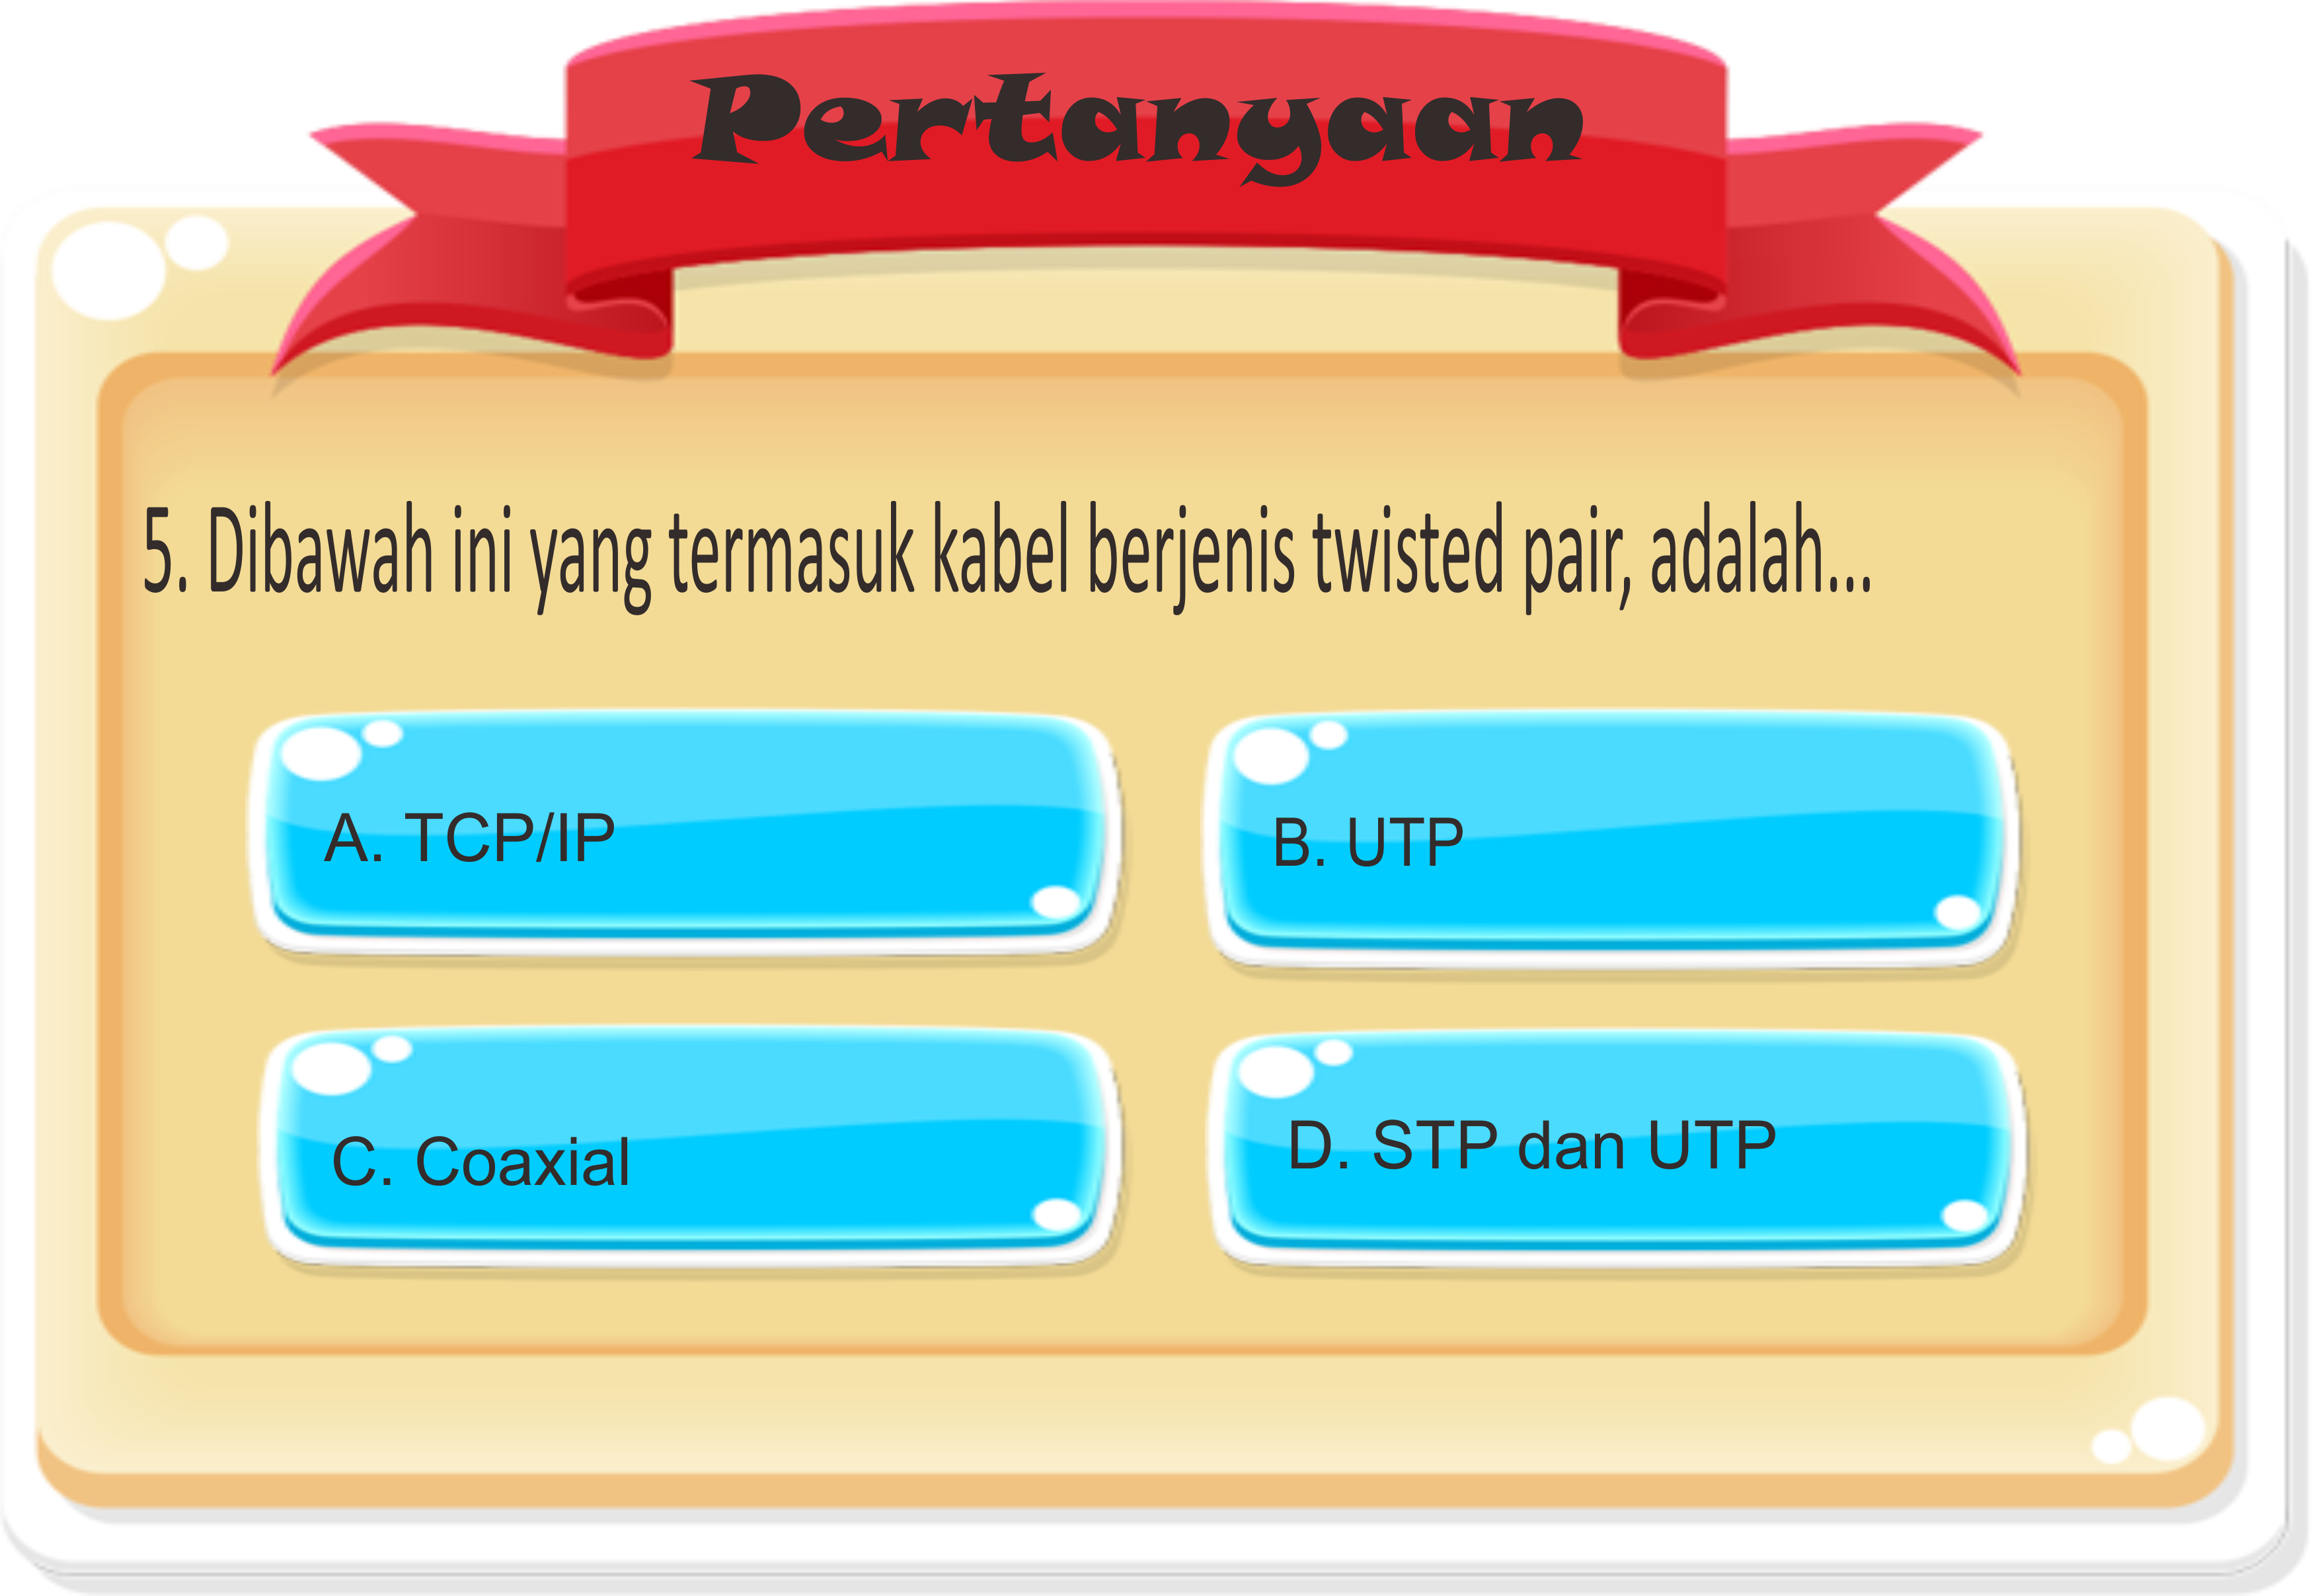 Pertanyaan
5. Dibawah ini yang termasuk kabel berjenis twisted pair, adalah...
A. TCP/IP
B. UTP
C. Coaxial
D. STP dan UTP